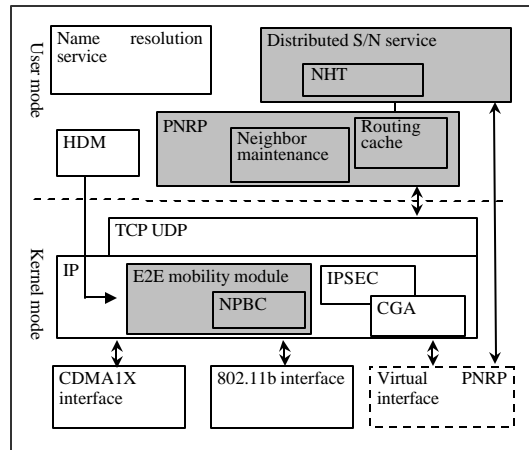 User mode
Name resolution
service
Distributed S/N service
NHT
PNRP
Neighbor
maintenance
Routing
cache
HDM
Kernel mode
TCP UDP
IP
E2E mobility module
NPBC
IPSEC
CGA
CDMA1X
interface
802.11b interface
Virtual PNRP
interface